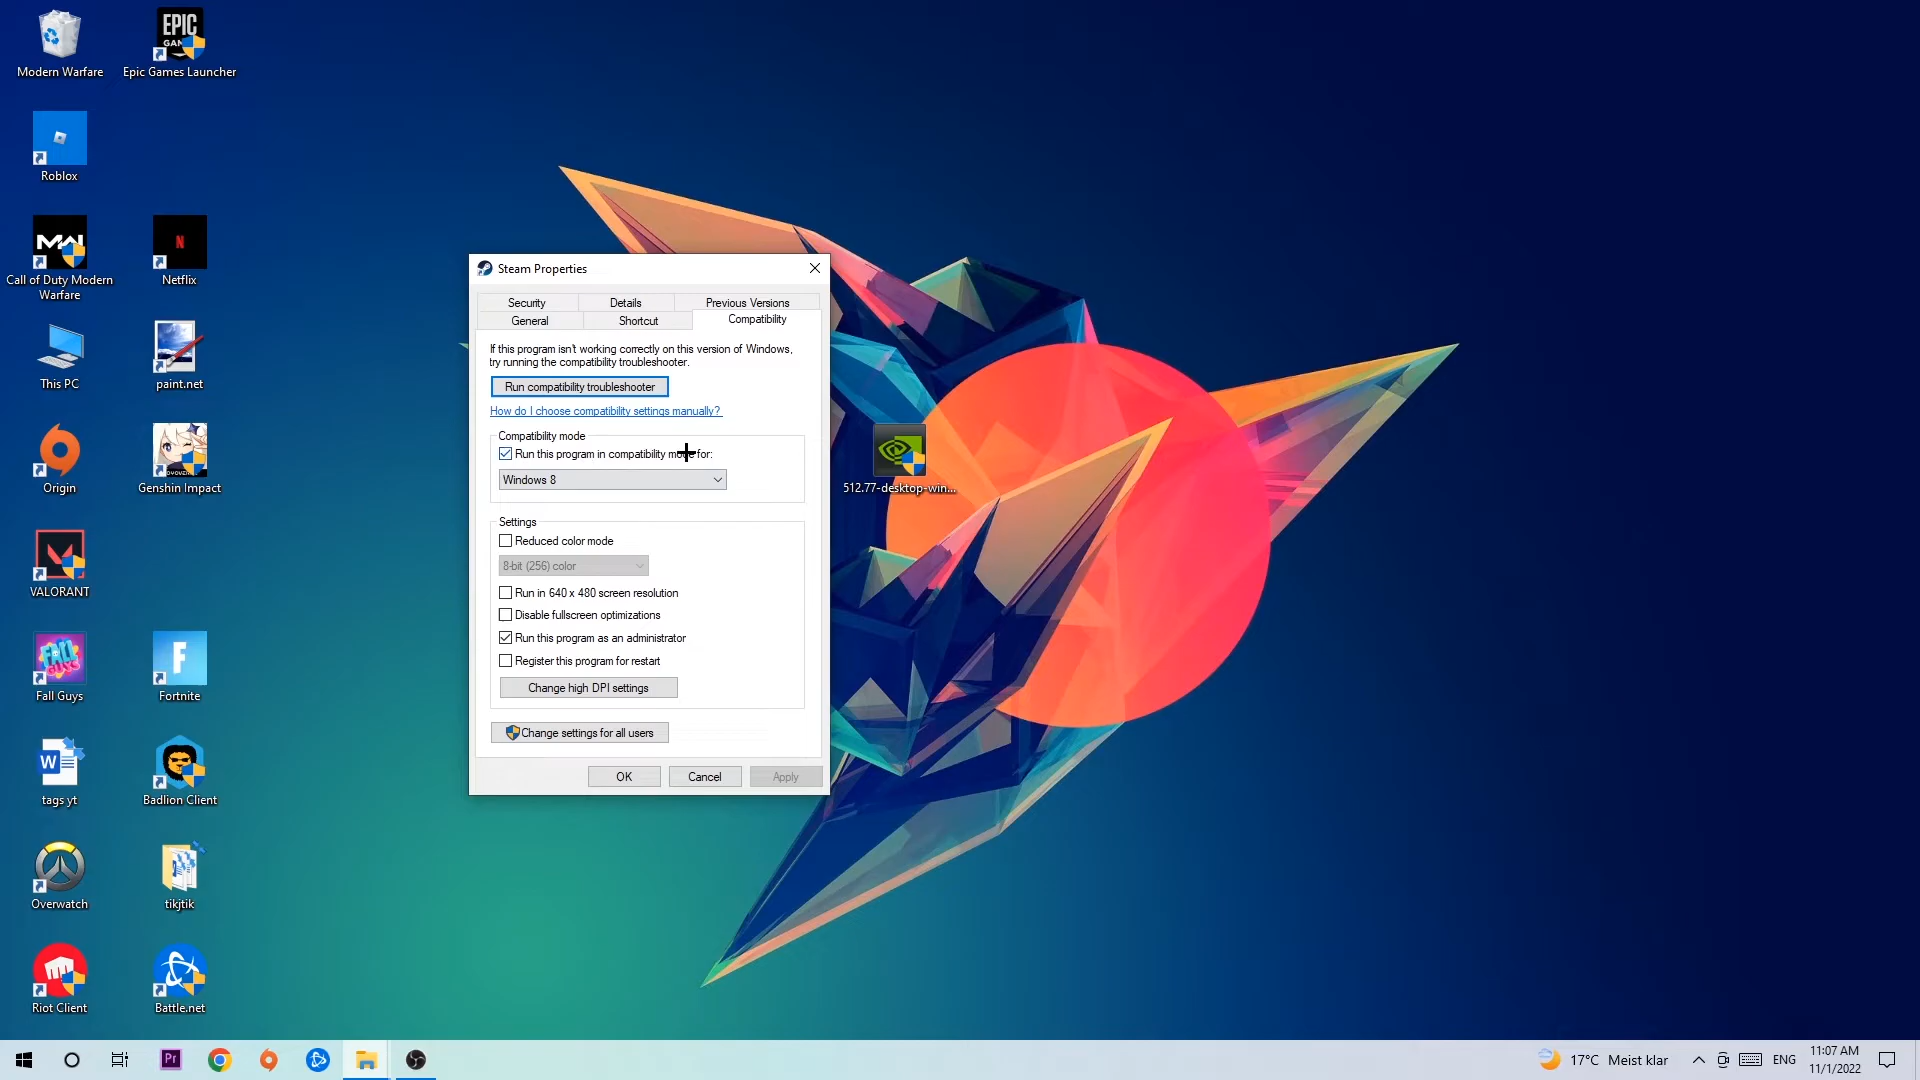 Modern Warfare
EPIC
GAMES
Epic Games Launcher
Roblox
MW
Call of Duty Modern
Warfare
N
Netflix
This PC
paint.net
Origin
Genshin Impact
VALORANT
FALL
GUYS
Fall Guys
F
Fortnite
W
tags yt
Badlion Client
Overwatch
tikjtik
Riot Client
Battle.net
Steam Properties
Security
Details
Previous Versions
General
Shortcut
Compatibility
If this program isn't working correctly on this version of Windows,
try running the compatibility troubleshooter.
Run compatibility troubleshooter
How do I choose compatibility settings manually?
Compatibility mode
Run this program in compatibility mode for:
Windows 8
Settings
Reduced color mode
8-bit (256) color
Run in 640 x 480 screen resolution
Disable fullscreen optimizations
Run this program as an administrator
Register this program for restart
Change high DPI settings
Change settings for all users
OK
Cancel
Apply
512.77-desktop-win...
Pr
17°C Meist klar
ENG
11:07 AM
11/1/2022